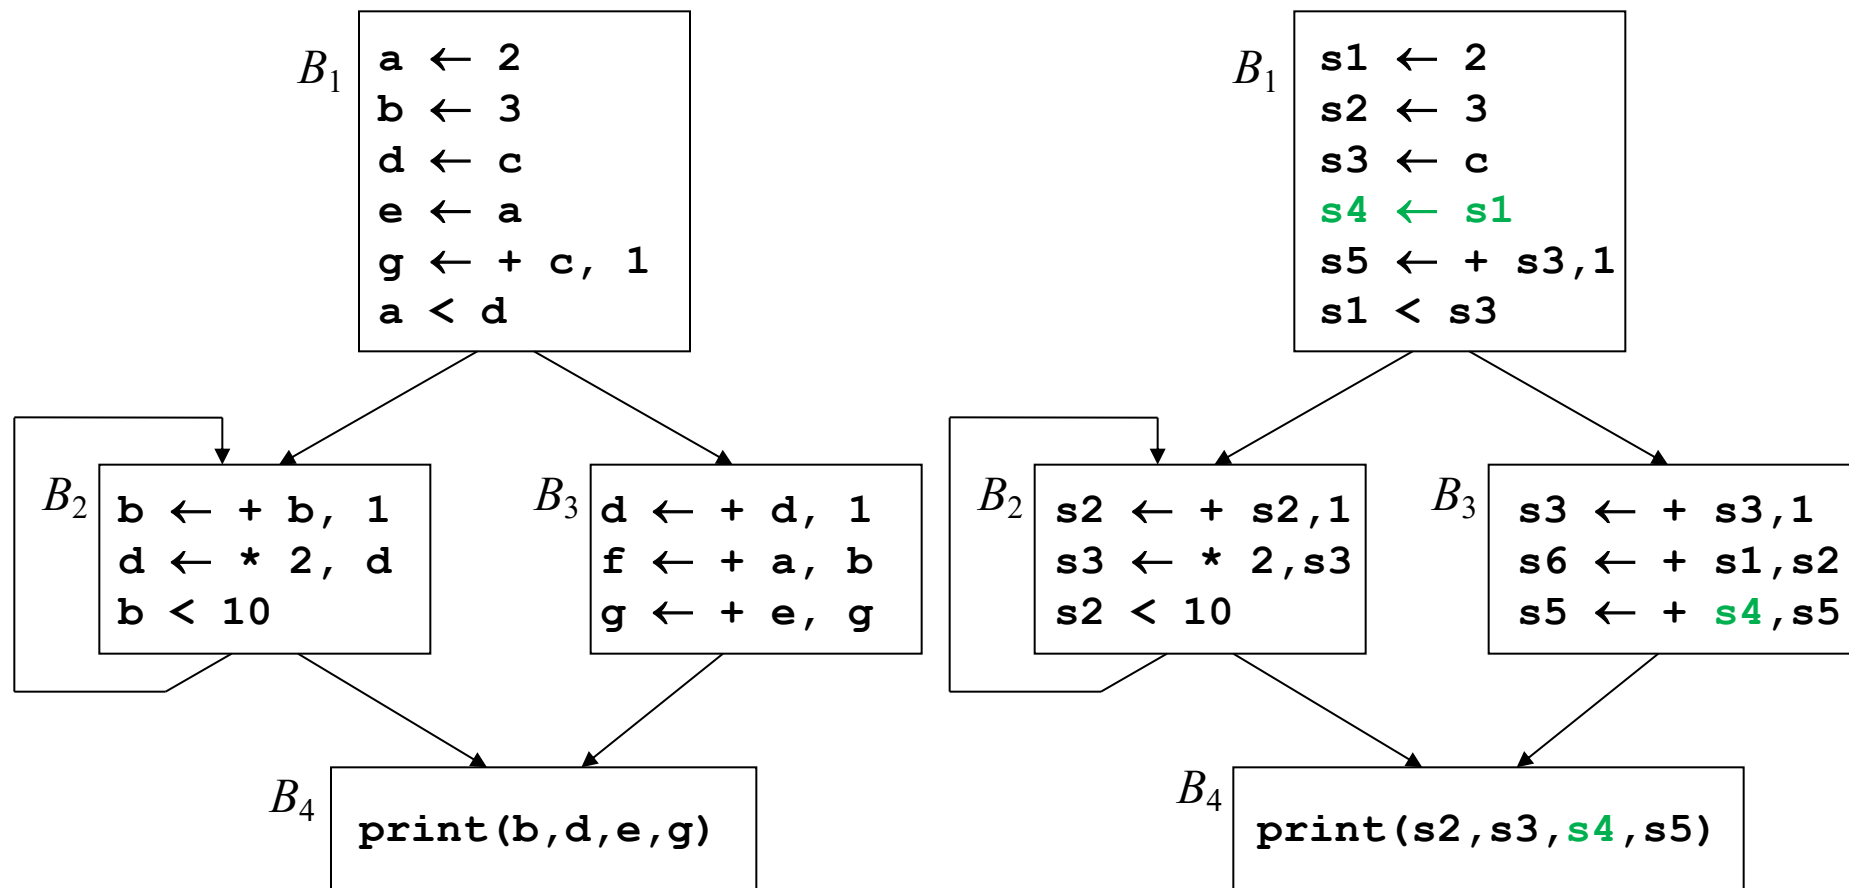 B1
a ← 2
b ← 3
d ← c
e ← a
g ← + c, 1
a < d
B2
b ← + b, 1
d ← * 2, d
b < 10
B3
d ← + d, 1
f ← + a, b
g ← + e, g
B4
print(b,d,e,g)
B1
s1 ← 2
s2 ← 3
s3 ← c
s4 ← s1
s5 ← + s3,1
s1 < s3
B2
s2 ← + s2,1
s3 ← * 2,s3
s2 < 10
B3
s3 ← + s3,1
s6 ← + s1,s2
s5 ← + s4,s5
B4
print(s2,s3,s4,s5)